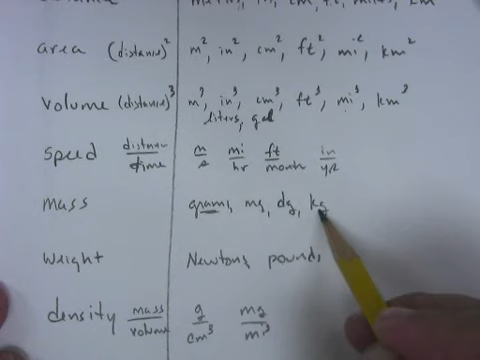 area (distance)² m², in², cm², ft², mi², km²
volume (distance)³ m³, in³, cm³, ft³, mi³, km³
liters, gal
speed distance/time m/s mi/hr ft/month in/yr
mass grams, mg, dg, kg
weight Newtons, pounds,
density mass/volume g/cm³ mg/m³